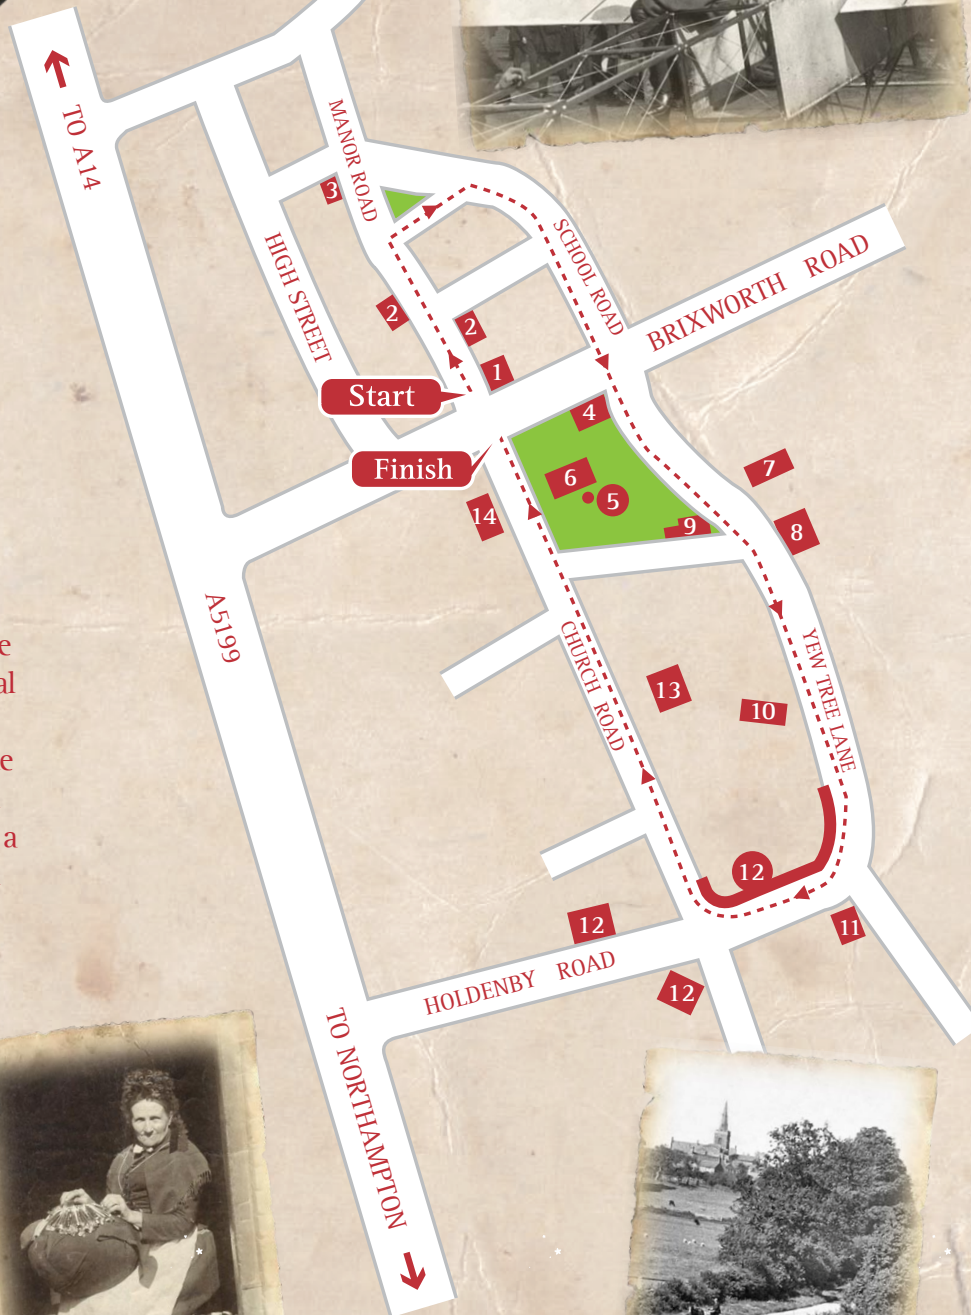 TO A14
MANOR ROAD
3
HIGH STREET
SCHOOL ROAD
BRIXWORTH ROAD
2
2
1
Start
4
Finish
6
5
7
14
9
8
A5199
e
al
e
a
CHURCH ROAD
YEW TREE LANE
13
10
12
12
11
HOLDENBY ROAD
12
TO NORTHAMPTON